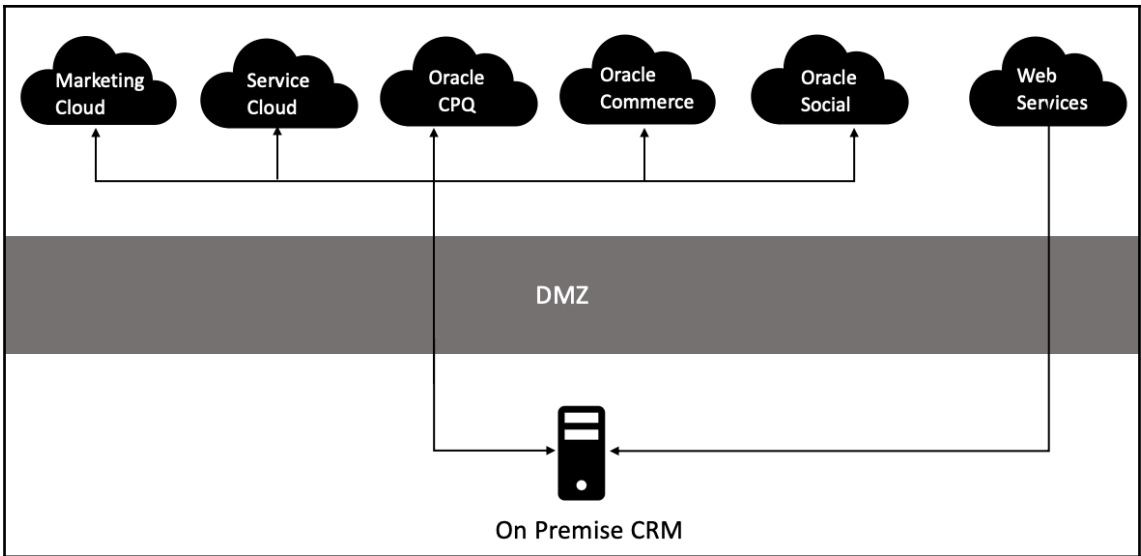 Marketing
Cloud
Service
Cloud
Oracle
CPQ
Oracle
Commerce
Oracle
Social
Web
Services
DMZ
On Premise CRM